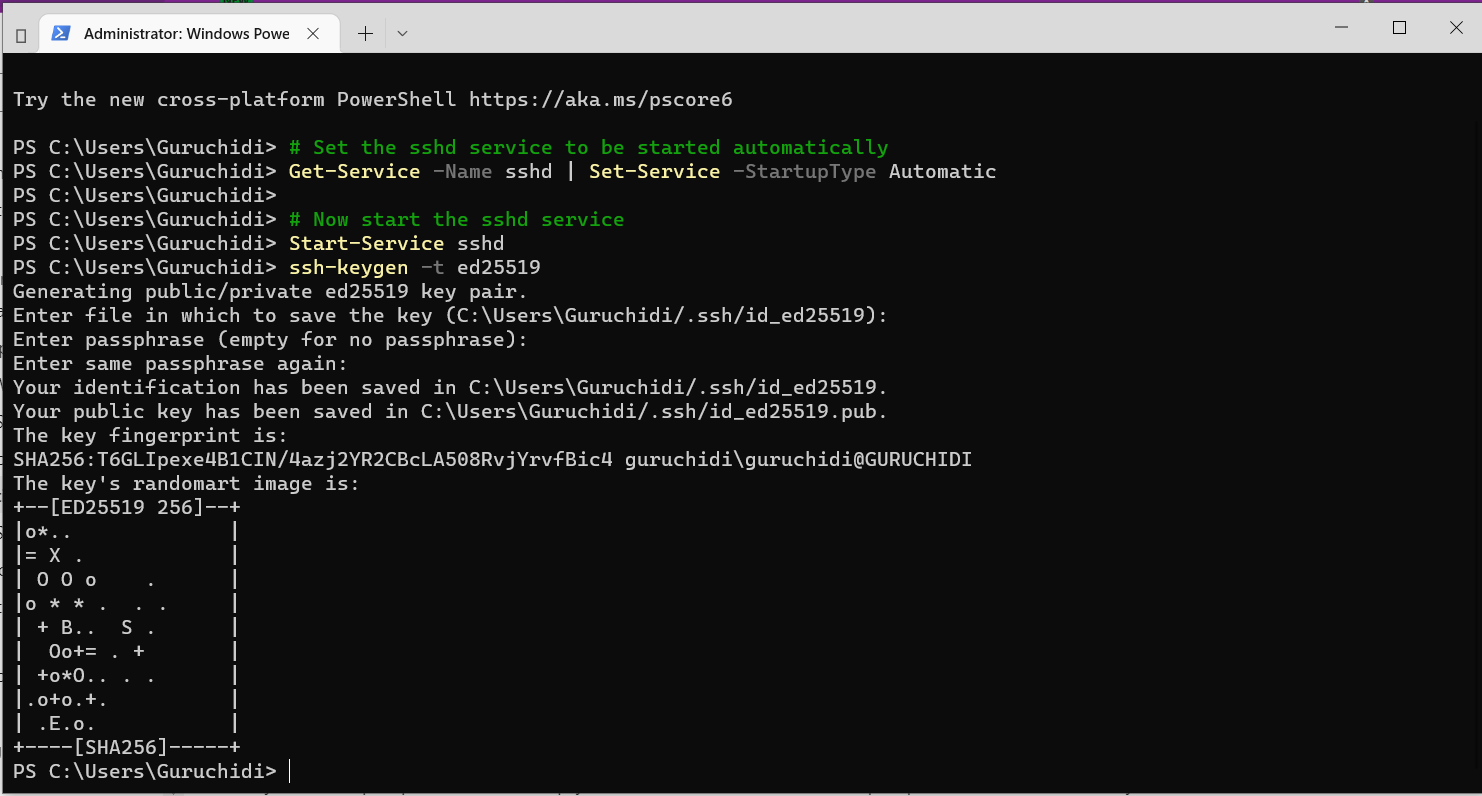 Administrator: Windows Powe
Try the new cross-platform PowerShell https://aka.ms/pscore6
PS C:\Users\Guruchidi> # Set the sshd service to be started automatically
PS C:\Users\Guruchidi> Get-Service -Name sshd | Set-Service -StartupType Automatic
PS C:\Users\Guruchidi>
PS C:\Users\Guruchidi> # Now start the sshd service
PS C:\Users\Guruchidi> Start-Service sshd
PS C:\Users\Guruchidi> ssh-keygen -t ed25519
Generating public/private ed25519 key pair.
Enter file in which to save the key (C:\Users\Guruchidi/.ssh/id_ed25519):
Enter passphrase (empty for no passphrase):
Enter same passphrase again:
Your identification has been saved in C:\Users\Guruchidi/.ssh/id_ed25519.
Your public key has been saved in C:\Users\Guruchidi/.ssh/id_ed25519.pub.
The key fingerprint is:
SHA256:T6GLIpexe4B1CIN/4azj2YR2CBcLA508RvjYrvfBic4 guruchidi\guruchidi@GURUCHIDI
The key's randomart image is:
+--[ED25519 256]--+
|o*..             |
|= X .            |
| O O o    .      |
|o * * .  . .     |
| + B..  S .      |
|  Oo+= . +       |
| +o*O.. . .      |
|.o+o.+.          |
| .E.o.           |
+----[SHA256]-----+
PS C:\Users\Guruchidi>